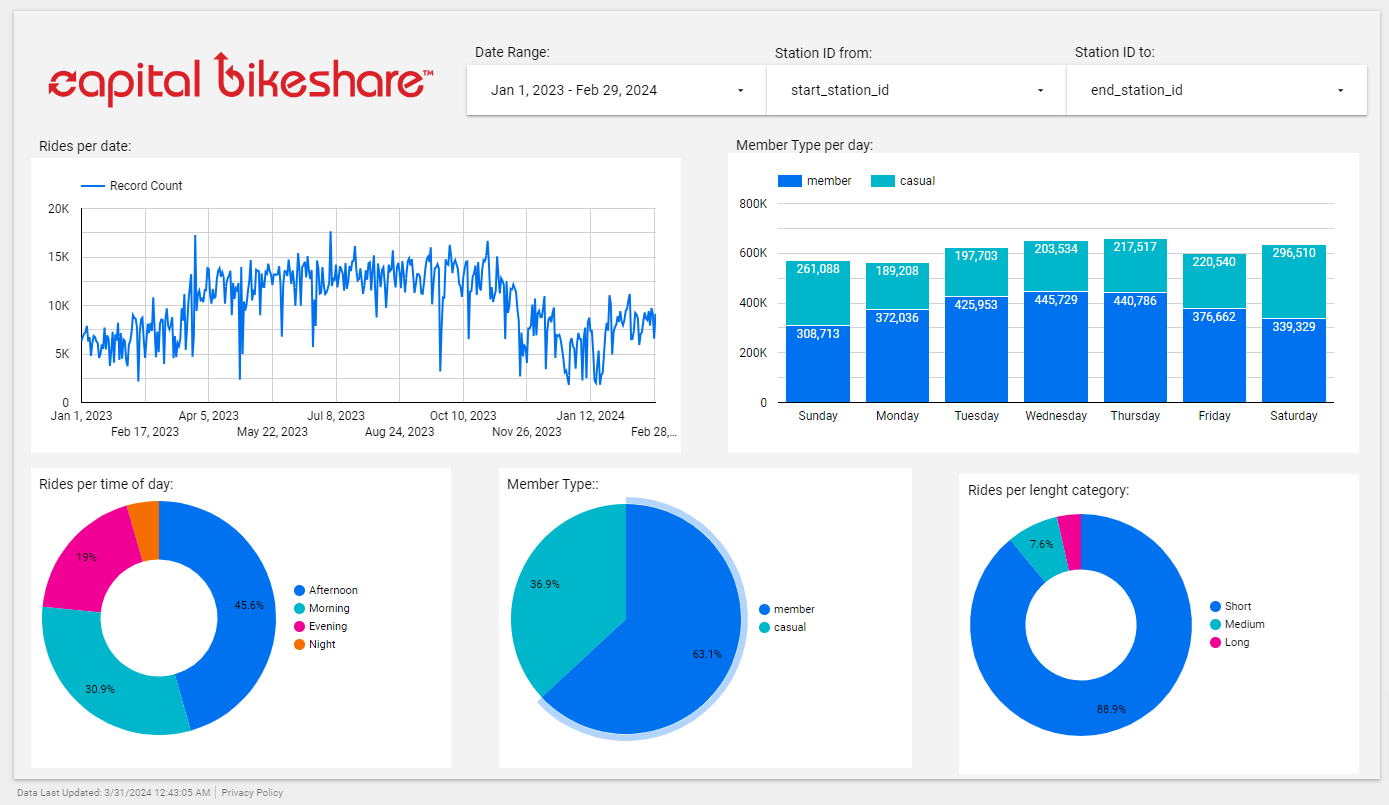 capital bikeshare™
Date Range:
Jan 1, 2023 - Feb 29, 2024
Station ID from:
start_station_id
Station ID to:
end_station_id
Rides per date:
Record Count
20K
15K
10K
5K
0
Jan 1, 2023
Feb 17, 2023
Apr 5, 2023
May 22, 2023
Jul 8, 2023
Aug 24, 2023
Oct 10, 2023
Nov 26, 2023
Jan 12, 2024
Feb 28,...
Member Type per day:
member casual
800K
600K
400K
200K
0
261,088
308,713
189,208
372,036
197,703
425,953
203,534
445,729
217,517
440,786
220,540
376,662
296,510
339,329
Sunday Monday Tuesday Wednesday Thursday Friday Saturday
Rides per time of day:
19%
45.6%
30.9%
Afternoon
Morning
Evening
Night
Member Type::
36.9%
63.1%
member
casual
Rides per lenght category:
7.6%
88.9%
Short
Medium
Long
Data Last Updated: 3/31/2024 12:43:05 AM Privacy Policy